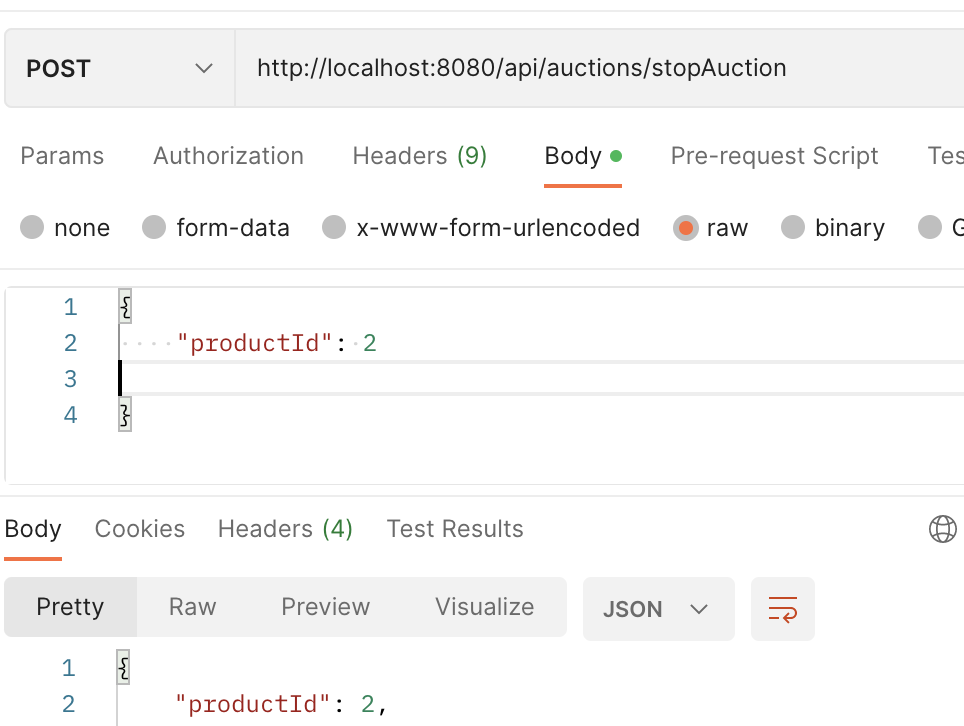 POST http://localhost:8080/api/auctions/stopAuction
Params Authorization Headers (9) Body Pre-request Script Tes
none form-data x-www-form-urlencoded raw binary G
1 {
2 "productId": 2
3
4 }
Body Cookies Headers (4) Test Results
Pretty Raw Preview Visualize JSON
1 {
2 "productId": 2,